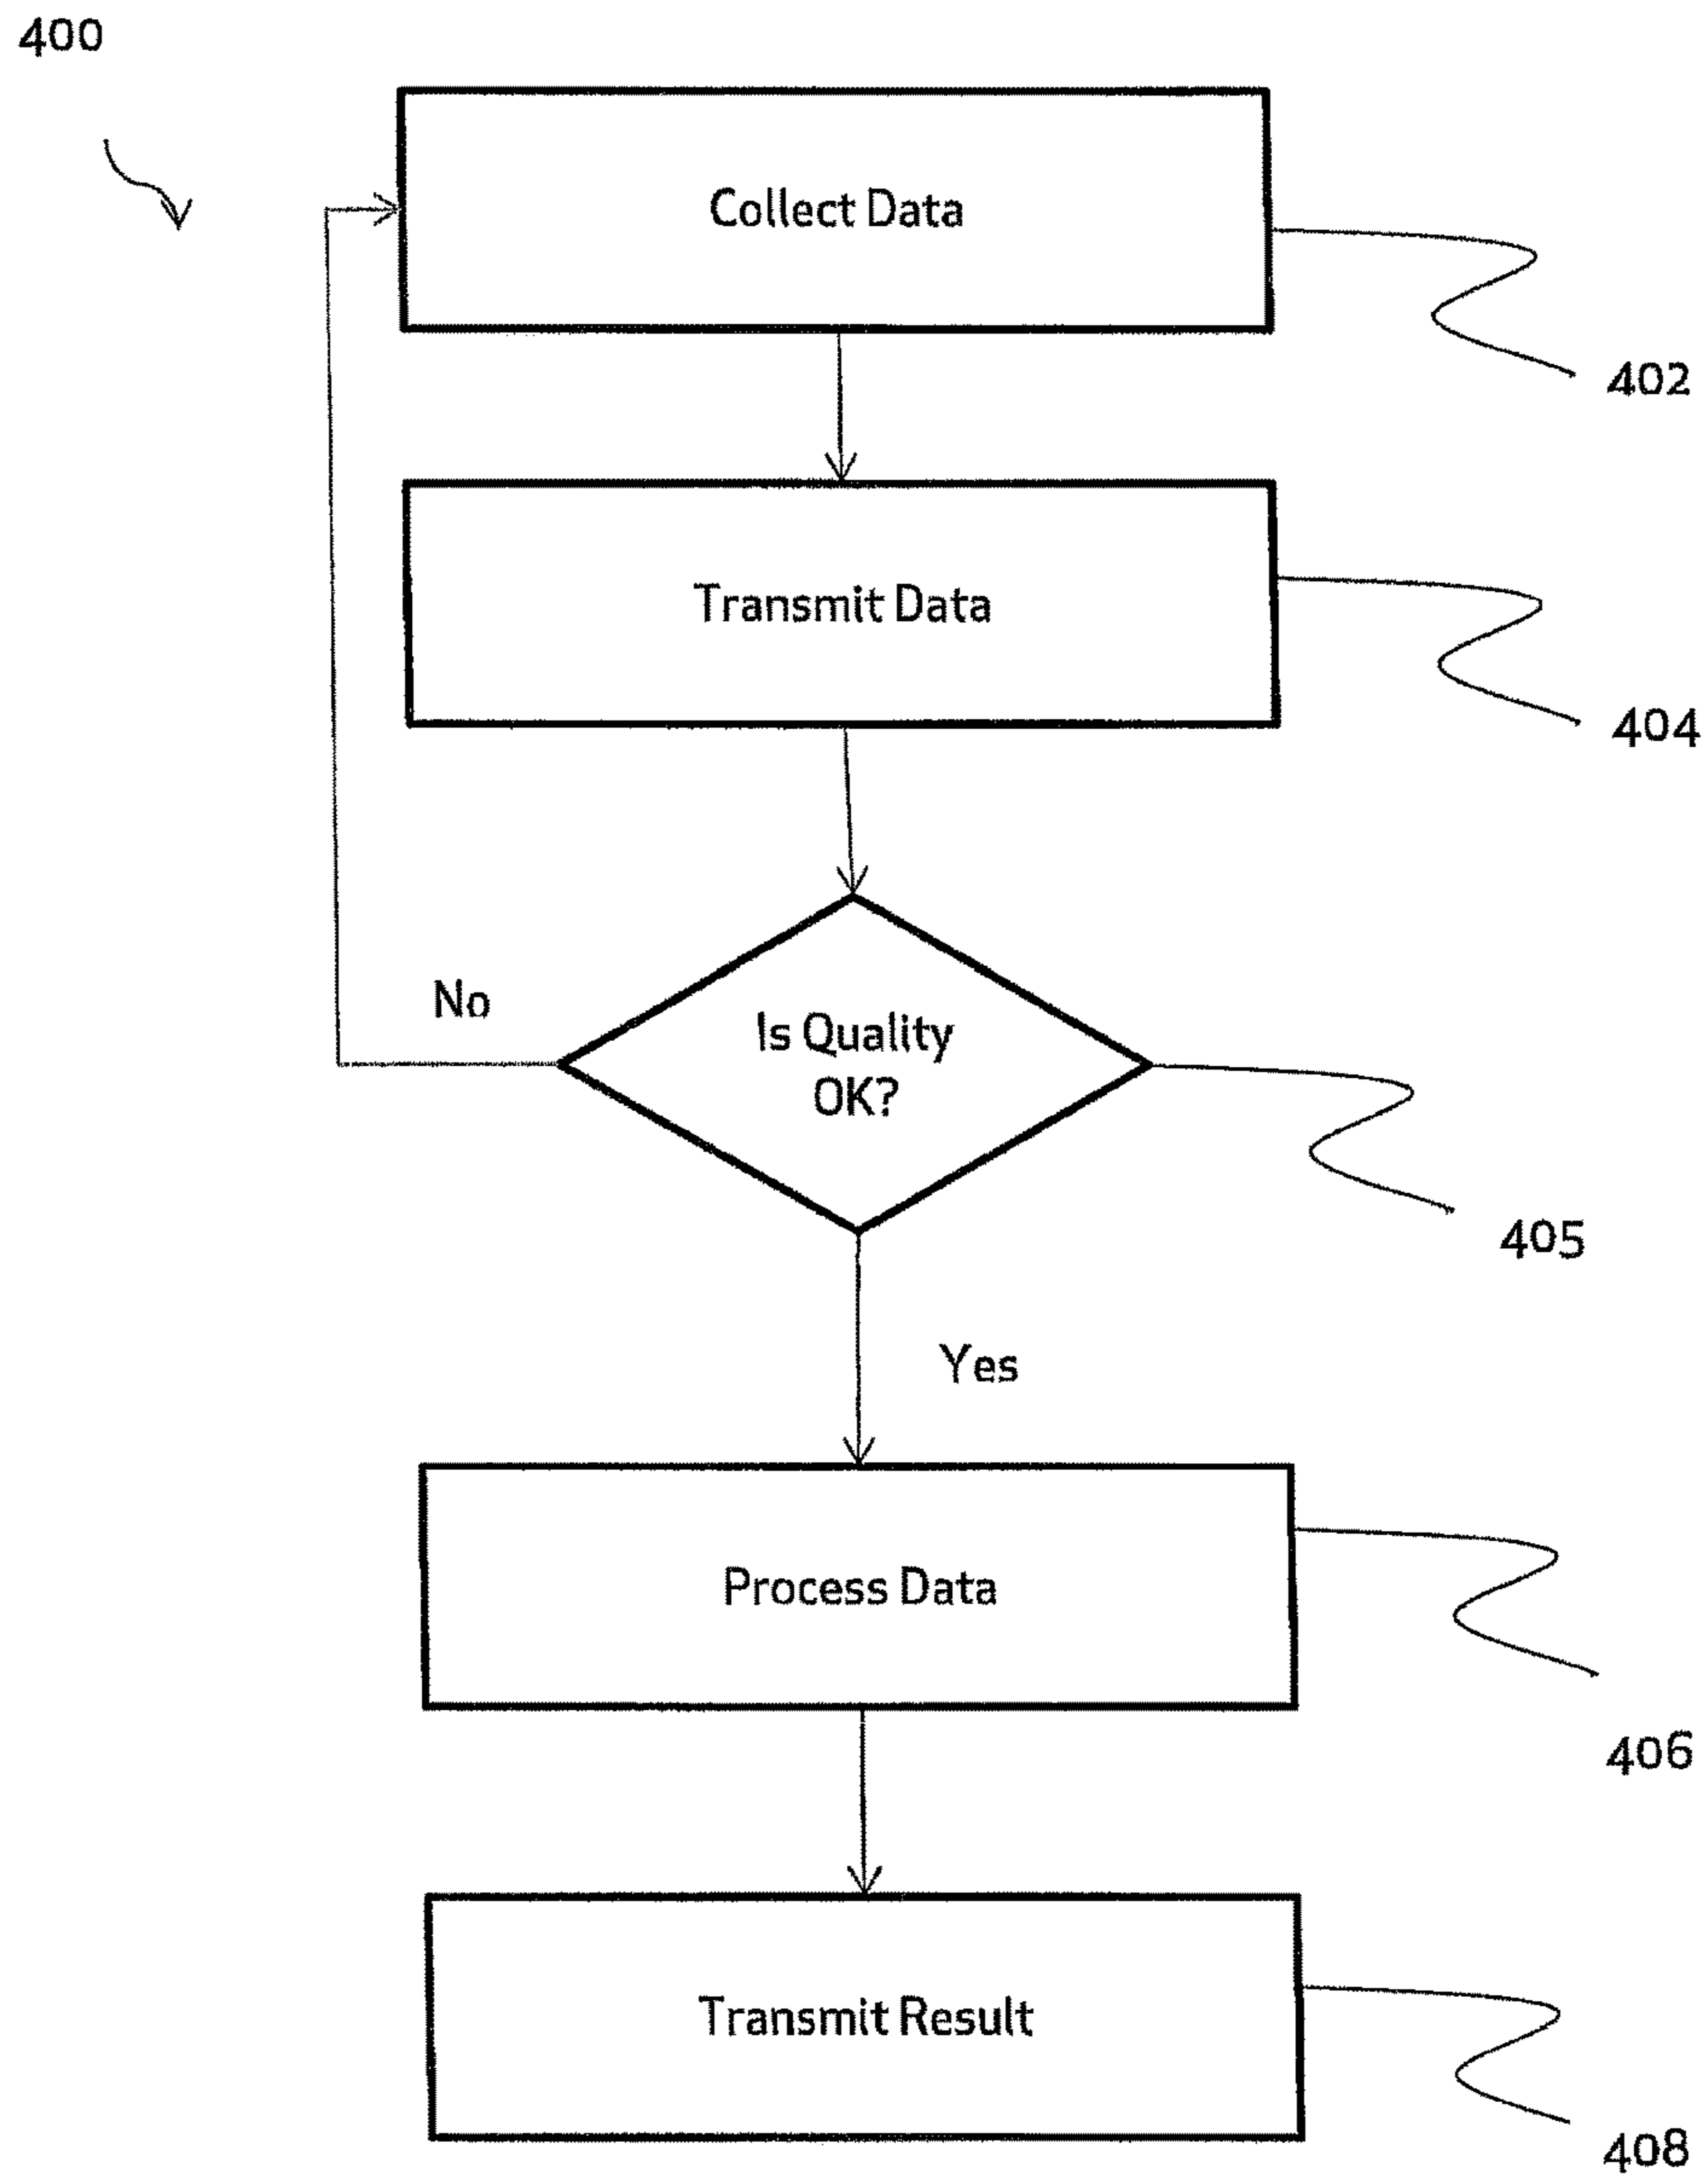 400
Collect Data
402
Transmit Data
404
No
Is Quality
OK?
405
Yes
Process Data
406
Transmit Result
408